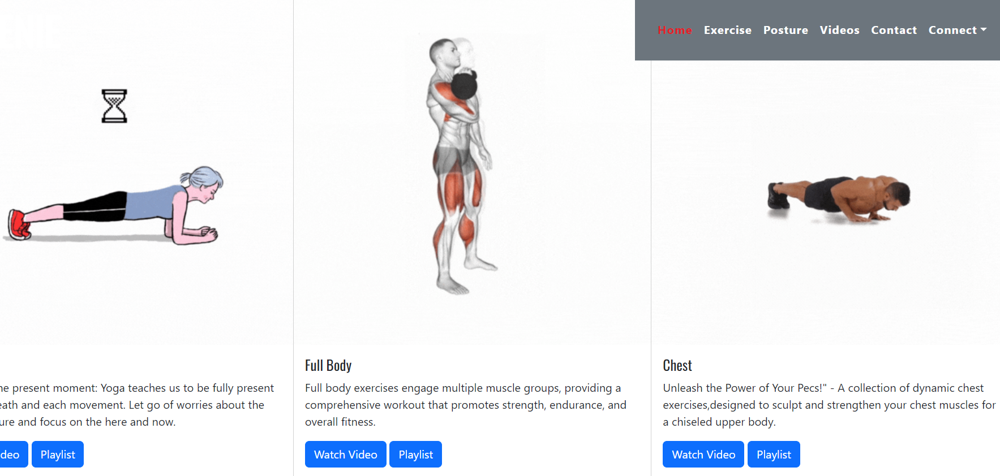 Home Exercise Posture Videos Contact Connect
present moment: Yoga teaches us to be fully present
and each movement. Let go of worries about the
and focus on the here and now.
Playlist
Full Body
Full body exercises engage multiple muscle groups, providing a
comprehensive workout that promotes strength, endurance, and
overall fitness.
Watch Video Playlist
Chest
Unleash the Power of Your Pecs!" - A collection of dynamic chest
exercises,designed to sculpt and strengthen your chest muscles for
a chiseled upper body.
Watch Video Playlist